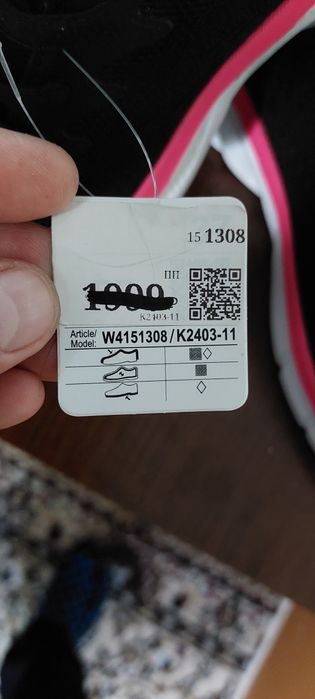 15 1308
ПП
1000
K2403-11
Article/ Model: W4151308/K2403-11